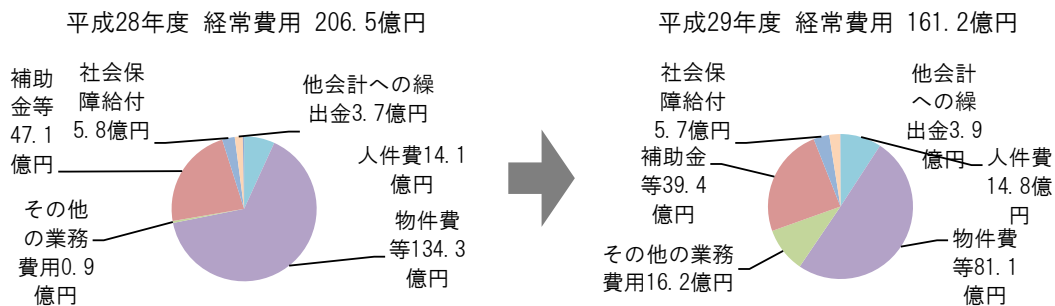 平成28年度 経常費用 206.5億円
補助
金等
47.1
億円
社会保
障給付
5.8億円
他会計への繰
出金3.7億円
人件費14.1
億円
物件費
等134.3
億円
その他
の業務
費用0.9
億円
平成29年度 経常費用 161.2億円
社会保
障給付
5.7億円
他会計
への繰
出金3.9
億円
人件費
14.8億
円
補助金
等39.4
億円
その他の業務
費用16.2億円
物件費
等81.1
億円